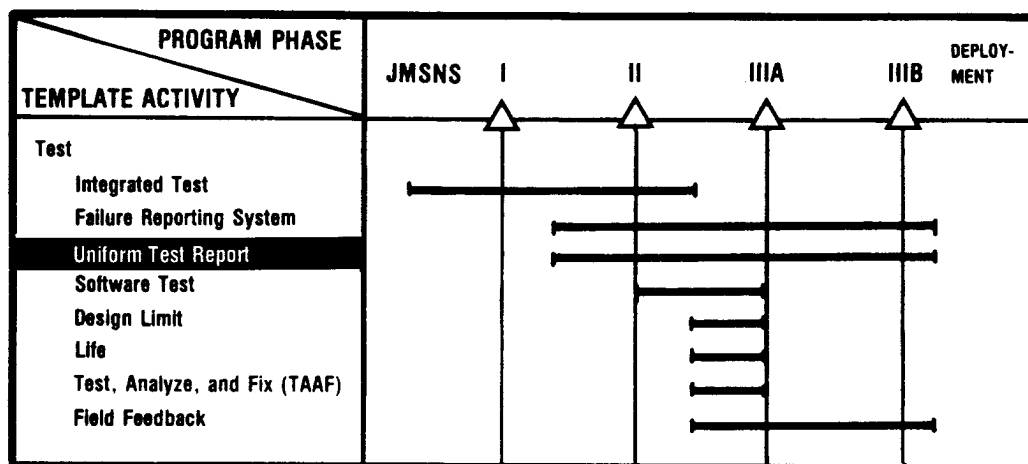 PROGRAM PHASE
TEMPLATE ACTIVITY
JMSNS I II IIIA IIIB DEPLOY-
MENT
Test
Integrated Test
Failure Reporting System
Uniform Test Report
Software Test
Design Limit
Life
Test, Analyze, and Fix (TAAF)
Field Feedback